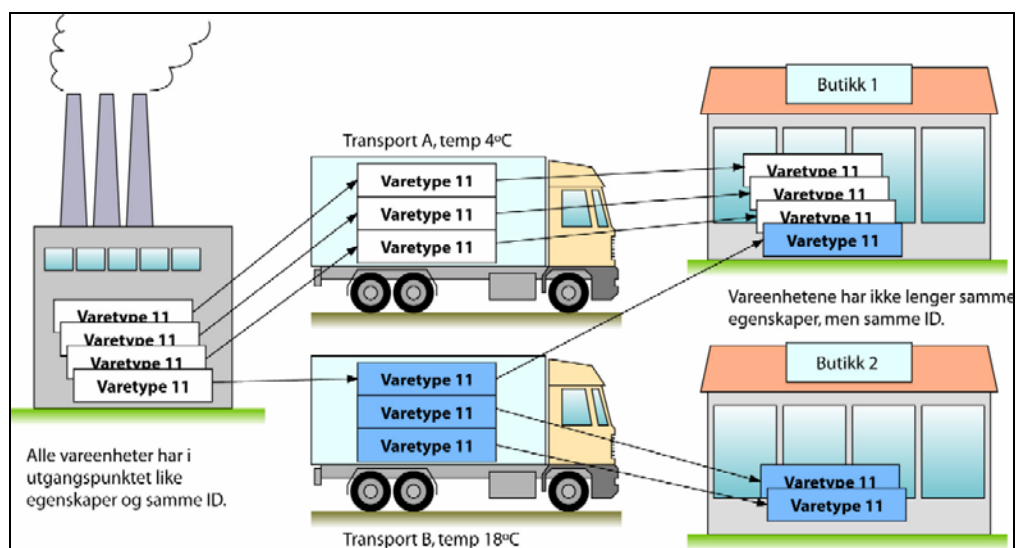 Butikk 1
Transport A, temp 4ºC
Varetype 11
Varetype 11
Varetype 11
Varetype 11
Varetype 11
Varetype 11
Varetype 11
Vareenhetene har ikke lenger samme
egenskaper, men samme ID.
Varetype 11
Varetype 11
Varetype 11
Varetype 11
Butikk 2
Varetype 11
Varetype 11
Varetype 11
Alle vareenheter har i
utgangspunktet like
egenskaper og samme ID.
Varetype 11
Varetype 11
Transport B, temp 18ºC